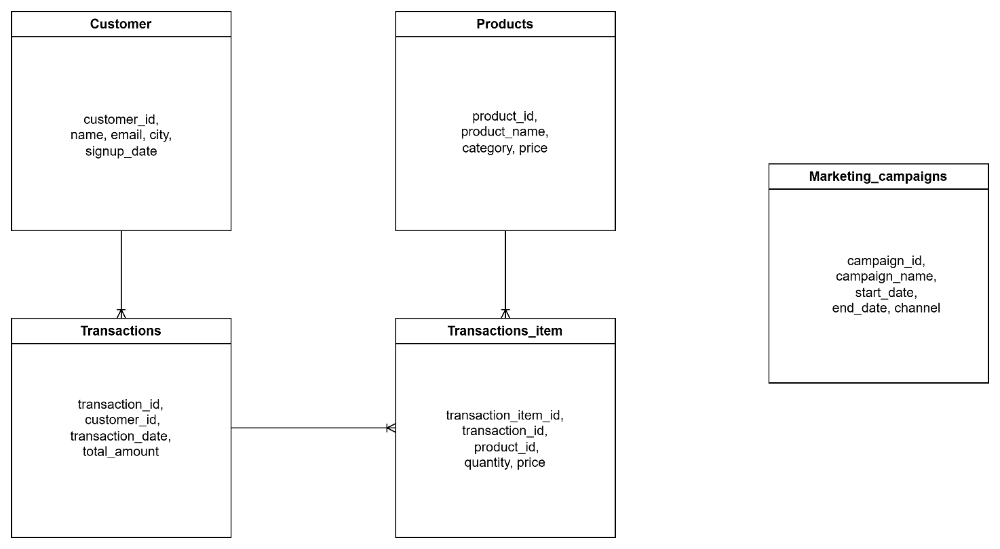 Customer
customer_id,
name, email, city,
signup_date
Products
product_id,
product_name,
category, price
Marketing_campaigns
campaign_id,
campaign_name,
start_date,
end_date, channel
Transactions
transaction_id,
customer_id,
transaction_date,
total_amount
Transactions_item
transaction_item_id,
transaction_id,
product_id,
quantity, price